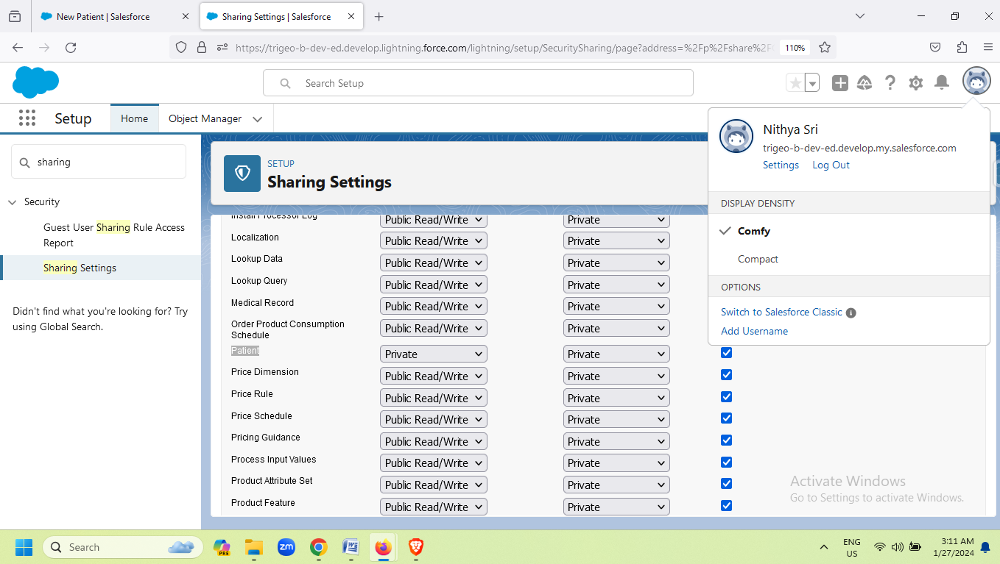 New Patient | Salesforce
Sharing Settings | Salesforce
https://trigeo-b-dev-ed.develop.lightning.force.com/lightning/setup/SecuritySharing/page?address=%2Fp%2Fshare%2F
110%
Search Setup
Setup
Home
Object Manager
Nithya Sri
trigeo-b-dev-ed.develop.my.salesforce.com
Settings
Log Out
DISPLAY DENSITY
Comfy
Compact
OPTIONS
Switch to Salesforce Classic
Add Username
sharing
Security
Guest User Sharing Rule Access
Report
Sharing Settings
Didn't find what you're looking for? Try
using Global Search.
SETUP
Sharing Settings
Install Processor Log Public Read/Write Private
Localization Public Read/Write Private
Lookup Data Public Read/Write Private
Lookup Query Public Read/Write Private
Medical Record Public Read/Write Private
Order Product Consumption
Schedule Public Read/Write Private
Patient Private Private
Price Dimension Public Read/Write Private
Price Rule Public Read/Write Private
Price Schedule Public Read/Write Private
Pricing Guidance Public Read/Write Private
Process Input Values Public Read/Write Private
Product Attribute Set Public Read/Write Private
Product Feature Public Read/Write Private
Activate Windows
Go to Settings to activate Windows.
Search
PRE
zm
W
ENG
US
3:11 AM
1/27/2024